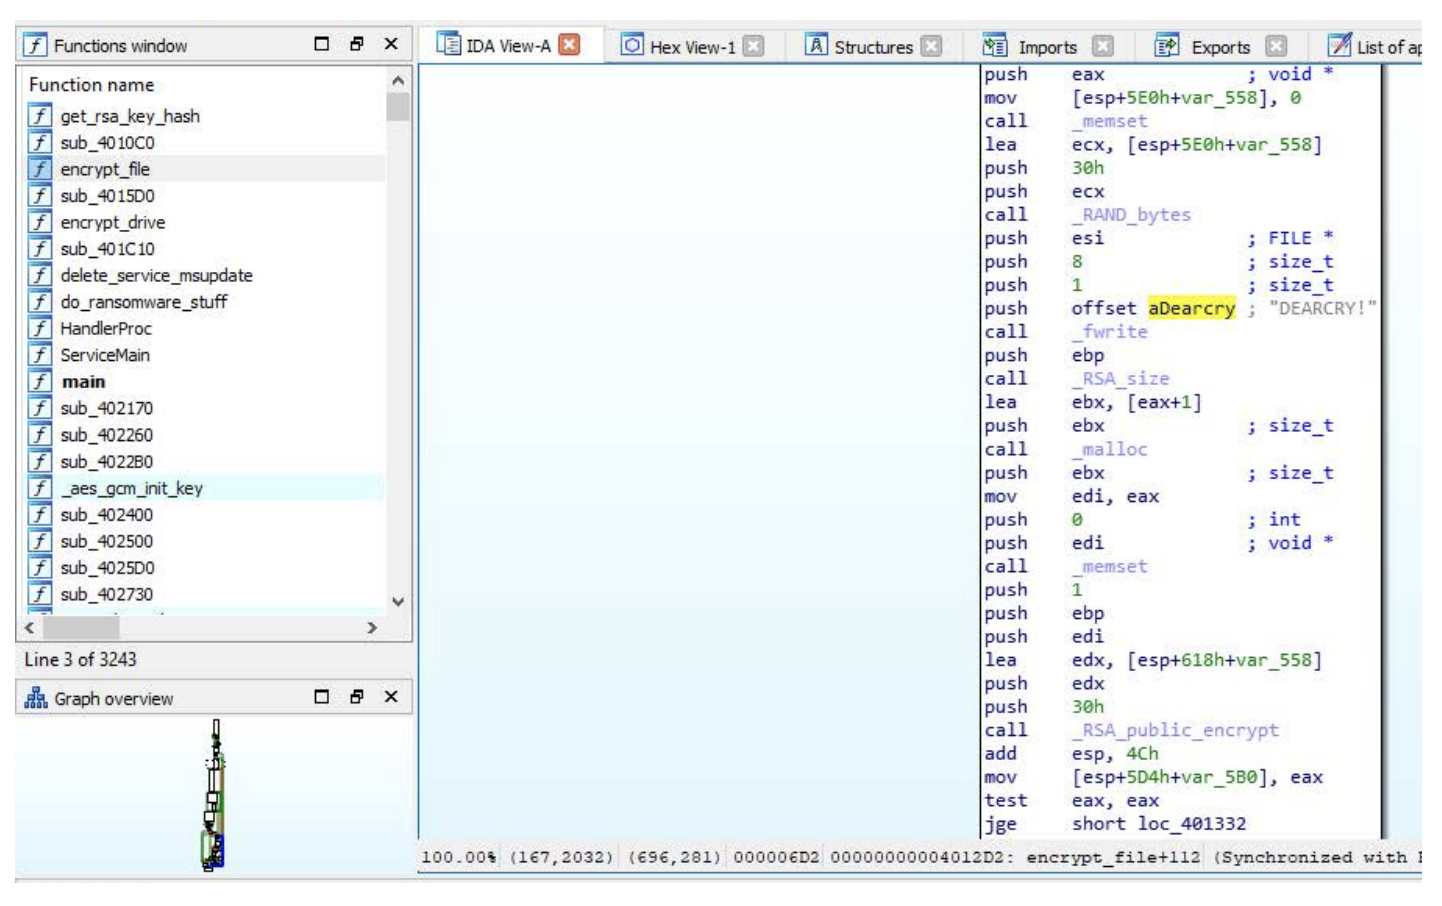 Functions window
IDA View-A Hex View-1 Structures Imports Exports List of ap
Function name
get_rsa_key_hash
sub_4010C0
encrypt_file
sub_4015D0
encrypt_drive
sub_401C10
delete_service_msupdate
do_ransomware_stuff
HandlerProc
ServiceMain
main
sub_402170
sub_402260
sub_4022B0
_aes_gcm_init_key
sub_402400
sub_402500
sub_4025D0
sub_402730
Line 3 of 3243
Graph overview
push eax ; void *
mov [esp+5E0h+var_558], 0
call _memset
lea ecx, [esp+5E0h+var_558]
push 30h
push ecx
call _RAND_bytes
push esi ; FILE *
push 8 ; size_t
push 1 ; size_t
push offset aDearcry ; "DEARCRY!"
call _fwrite
push ebp
call _RSA_size
lea ebx, [eax+1]
push ebx ; size_t
call _malloc
push ebx ; size_t
mov edi, eax
push 0 ; int
push edi ; void *
call _memset
push 1
push ebp
push edi
lea edx, [esp+618h+var_558]
push edx
push 30h
call _RSA_public_encrypt
add esp, 4Ch
mov [esp+5D4h+var_5B0], eax
test eax, eax
jge short loc_401332
100.00% (167,2032) (696,281) 000006D2 00000000004012D2: encrypt_file+112 (Synchronized with